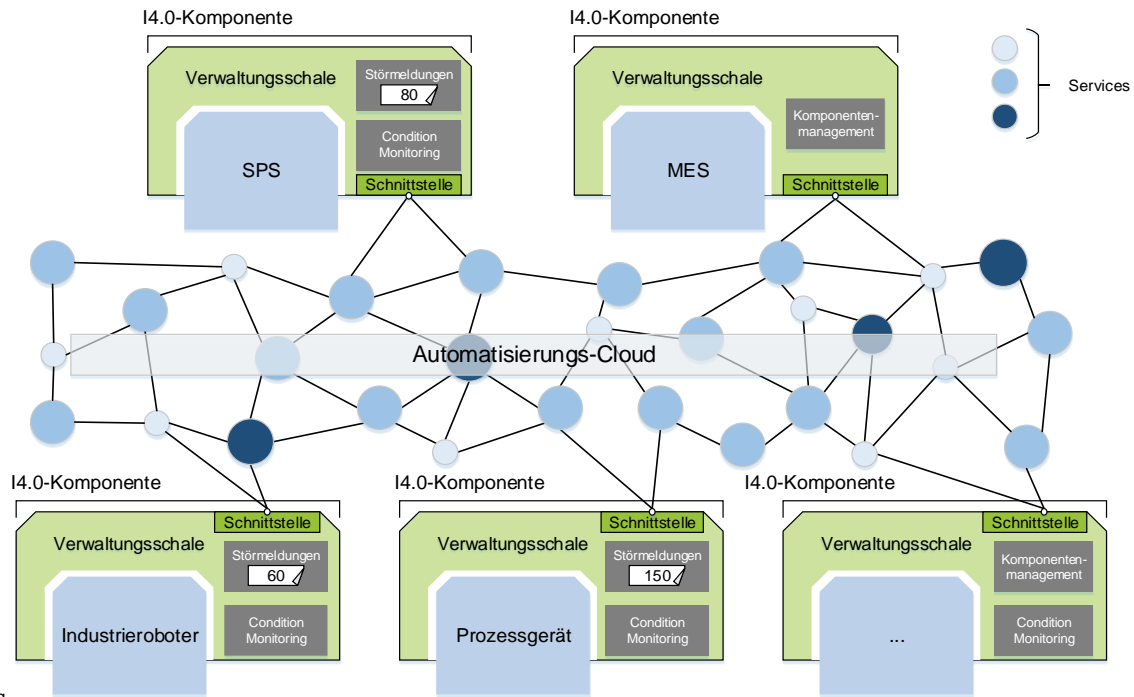 I4.0-Komponente
Verwaltungsschale
Störmeldungen
80
Condition
Monitoring
SPS
Schnittstelle
I4.0-Komponente
Verwaltungsschale
Komponenten-
management
MES
Schnittstelle
Services
Automatisierungs-Cloud
I4.0-Komponente
Schnittstelle
Verwaltungsschale
Störmeldungen
60
Condition
Monitoring
Industrieroboter
I4.0-Komponente
Schnittstelle
Verwaltungsschale
Störmeldungen
150
Condition
Monitoring
Prozessgerät
I4.0-Komponente
Schnittstelle
Verwaltungsschale
Komponenten-
management
Condition
Monitoring
...